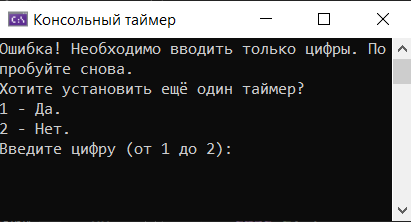 C:\
Консольный таймер
Ошибка! Необходимо вводить только цифры. По
пробуйте снова.
Хотите установить ещё один таймер?
1 - Да.
2 - Нет.
Введите цифру (от 1 до 2):